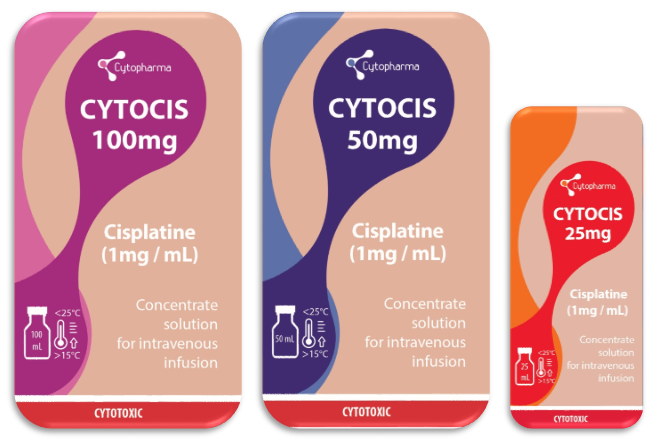 Cytopharma
CYTOCIS
100mg
Cisplatine
(1mg / mL)
<25°C
100
mL
>15°C
Concentrate
solution
for intravenous
infusion
CYTOTOXIC
Cytopharma
CYTOCIS
50mg
Cisplatine
(1mg / mL)
<25°C
50 mL
>15°C
Concentrate
solution
for intravenous
infusion
CYTOTOXIC
Cytopharma
CYTOCIS
25mg
Cisplatine
(1mg / mL)
<25°C
25
mL
>15°C
Concentrate
solution
for intravenous
infusion
CYTOTOXIC